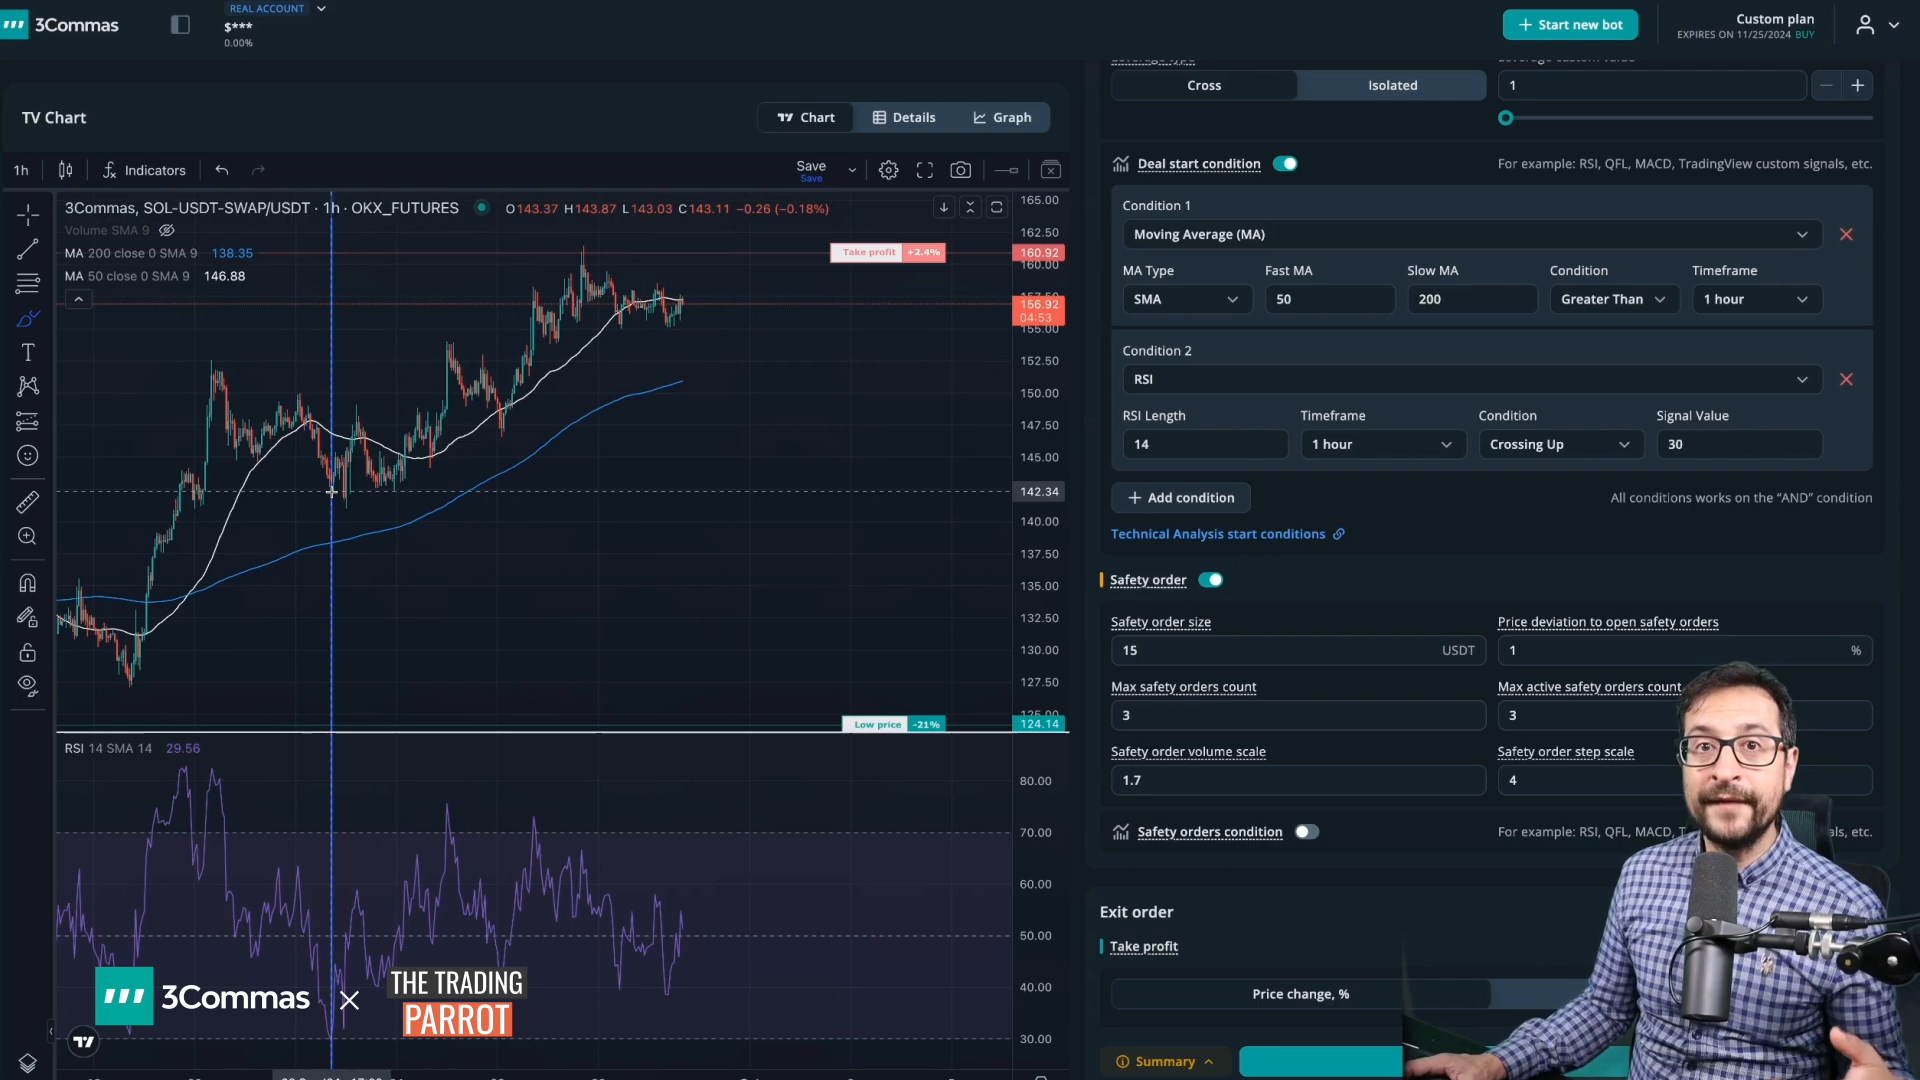 3Commas
REAL ACCOUNT
$***
0.00%
Start new bot
Custom plan
EXPIRES ON 11/25/2024 BUY
TV Chart
Chart
Details
Graph
1h
Indicators
Save
Save
3Commas, SOL-USDT-SWAP/USDT · 1h · OKX_FUTURES
O143.37 H143.87 L143.03 C143.11 −0.26 (−0.18%)
Volume SMA 9
MA 200 close 0 SMA 9 138.35
MA 50 close 0 SMA 9 146.88
Take profit +2.4%
Low price -21%
165.00
162.50
160.92
160.00
156.92
04:53
155.00
152.50
150.00
147.50
145.00
142.34
140.00
137.50
135.00
132.50
130.00
127.50
124.14
RSI 14 SMA 14 29.56
80.00
70.00
60.00
50.00
40.00
30.00
3Commas
THE TRADING
PARROT
Cross
Isolated
1
Deal start condition
For example: RSI, QFL, MACD, TradingView custom signals, etc.
Condition 1
Moving Average (MA)
MA Type
Fast MA
Slow MA
Condition
Timeframe
SMA
50
200
Greater Than
1 hour
Condition 2
RSI
RSI Length
Timeframe
Condition
Signal Value
14
1 hour
Crossing Up
30
Add condition
All conditions works on the “AND” condition
Technical Analysis start conditions
Safety order
Safety order size
Price deviation to open safety orders
15 USDT
1 %
Max safety orders count
Max active safety orders count
3
3
Safety order volume scale
Safety order step scale
1.7
4
Safety orders condition
For example: RSI, QFL, MACD, T
als, etc.
Exit order
Take profit
Price change, %
Summary